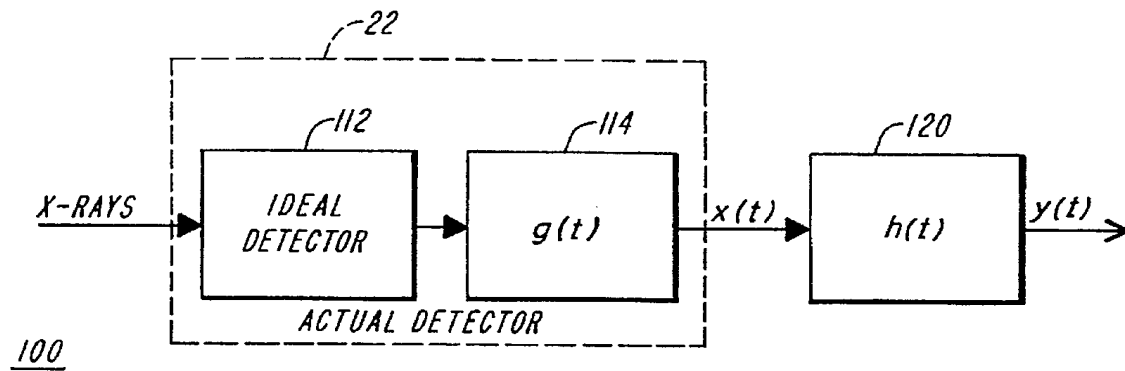 22
112
114
120
X-RAYS
IDEAL
DETECTOR
g(t)
x(t)
h(t)
y(t)
ACTUAL DETECTOR
100